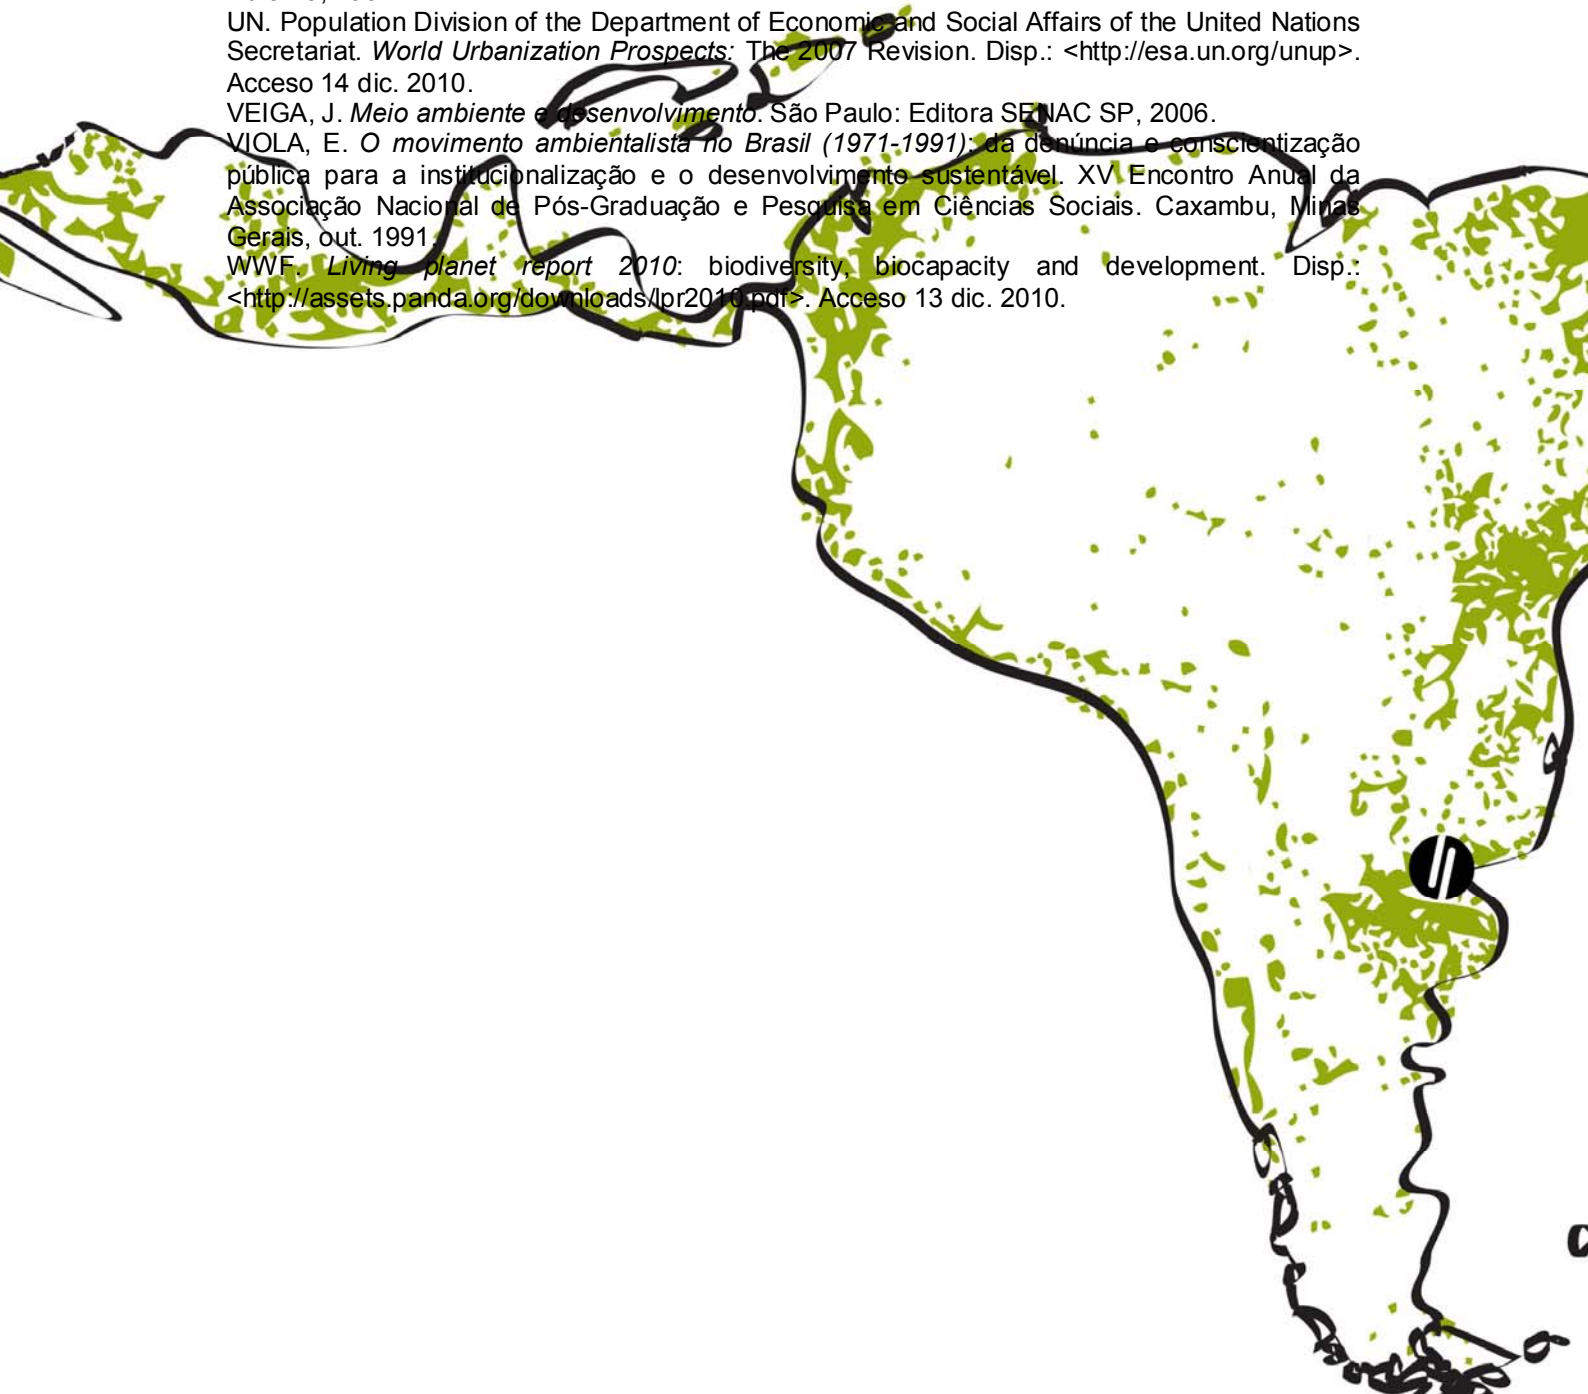 UN. Population Division of the Department of Economic and Social Affairs of the United Nations
Secretariat. World Urbanization Prospects: The 2007 Revision. Disp.: <http://esa.un.org/unup>.
Acceso 14 dic. 2010.
VEIGA, J. Meio ambiente e desenvolvimento. São Paulo: Editora SENAC SP, 2006.
VIOLA, E. O movimento ambientalista no Brasil (1971-1991): da denúncia e conscientização
pública para a institucionalização e o desenvolvimento sustentável. XV Encontro Anual da
Associação Nacional de Pós-Graduação e Pesquisa em Ciências Sociais. Caxambu, Minas
Gerais, out. 1991.
WWF. Living planet report 2010: biodiversity, biocapacity and development. Disp.:
<http://assets.panda.org/downloads/lpr2010.pdf>. Acceso 13 dic. 2010.